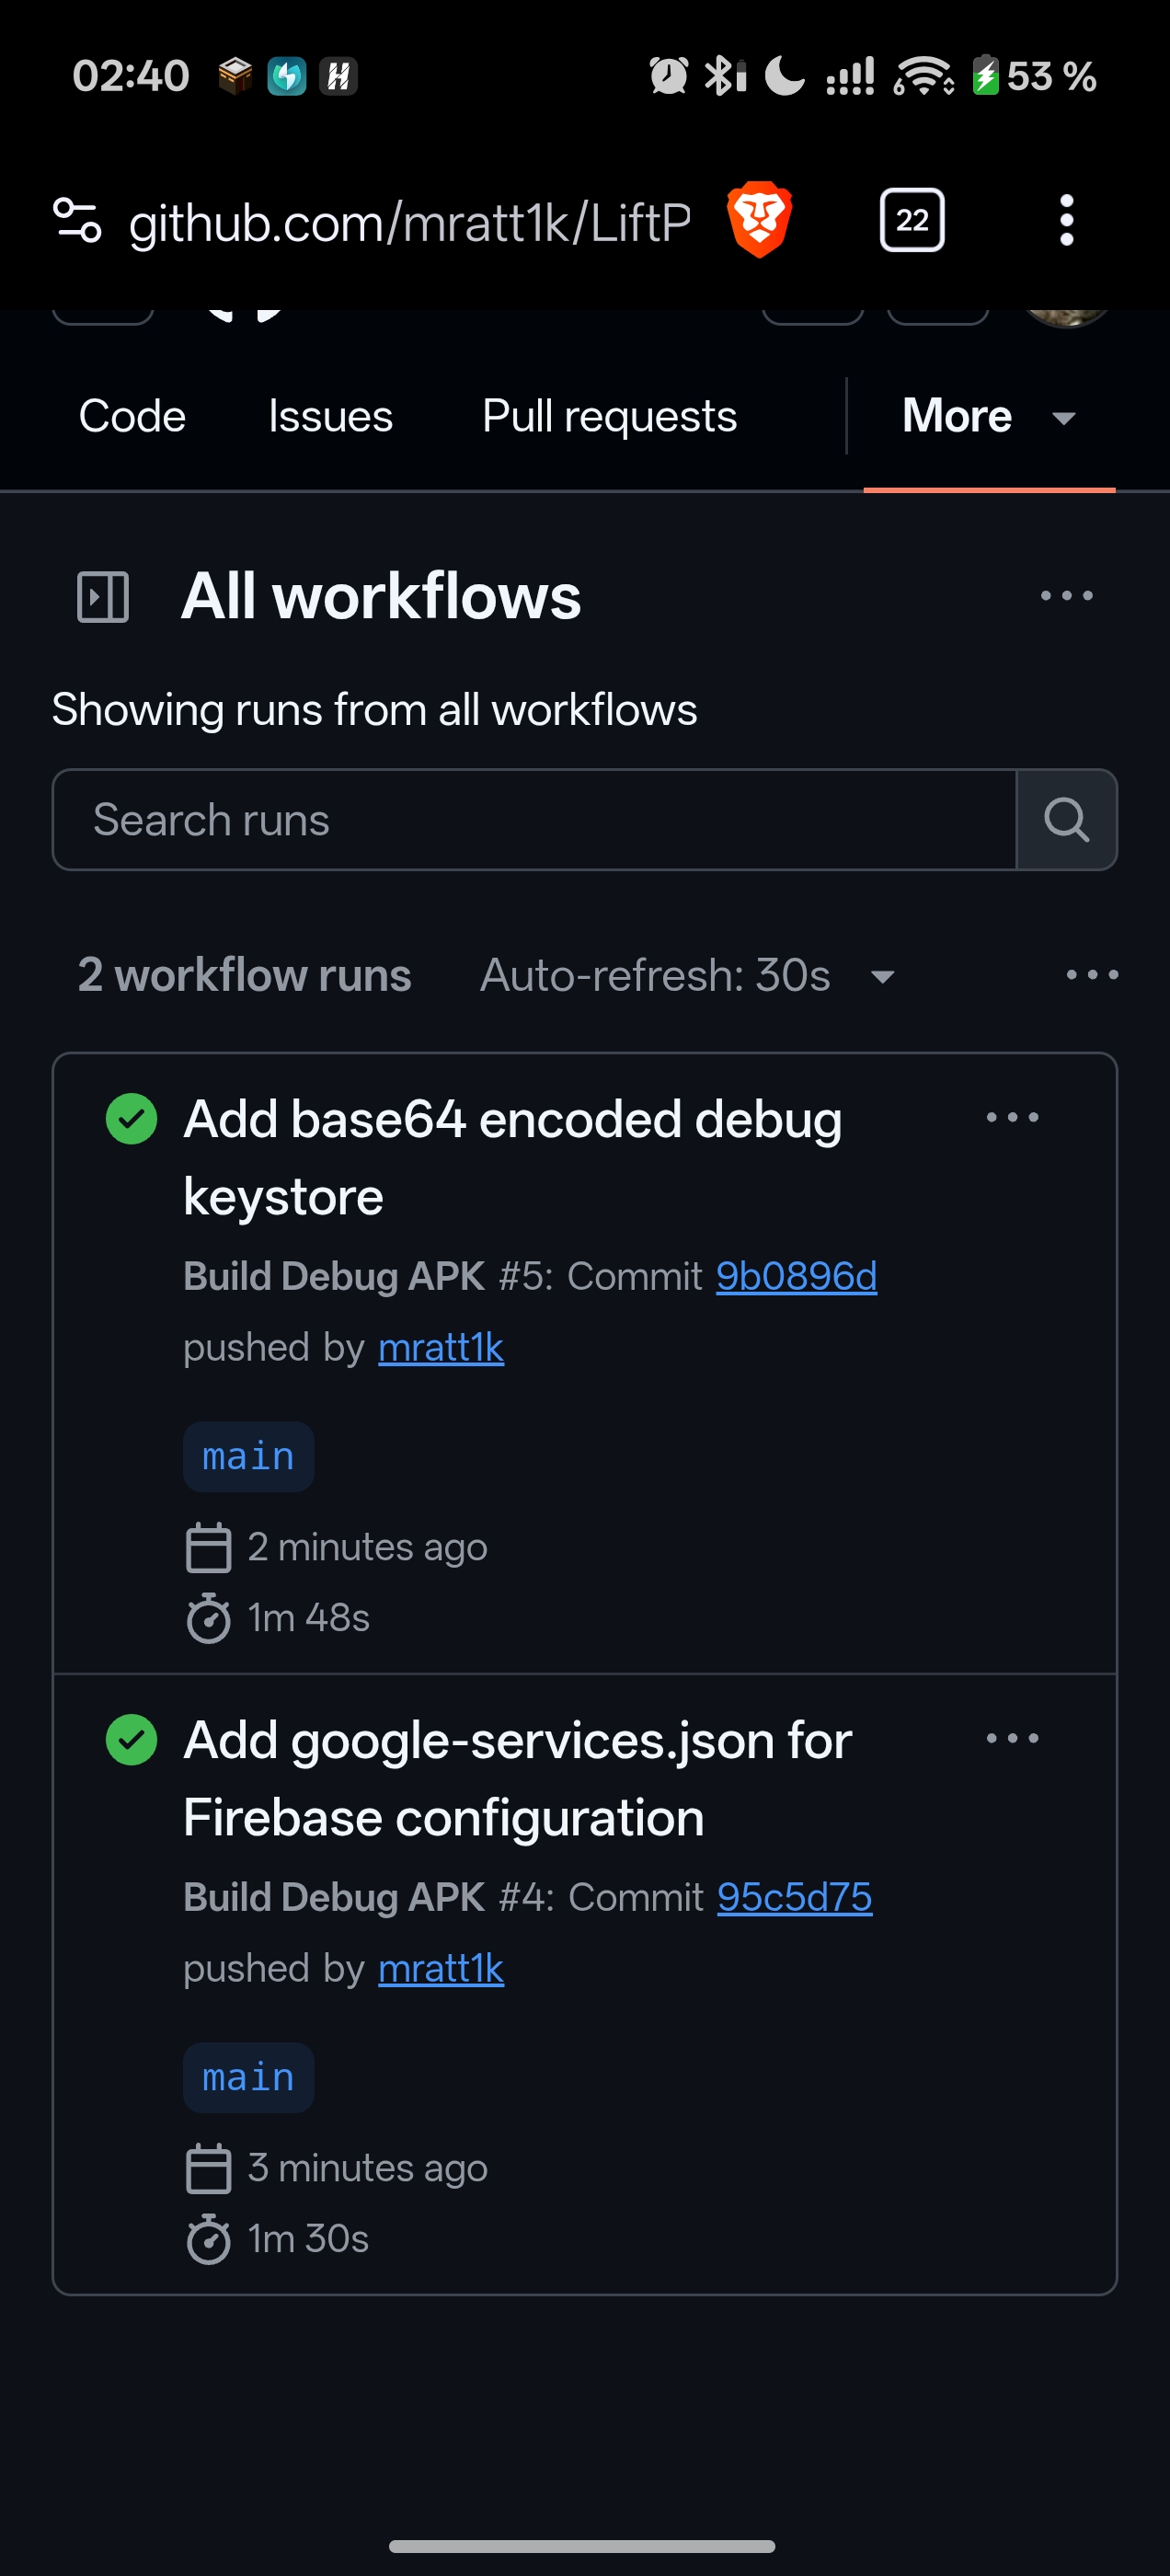 02:40
6
53 %
github.com/mratt1k/LiftP
22
Code Issues Pull requests More
All workflows
Showing runs from all workflows
Search runs
2 workflow runs Auto-refresh: 30s
Add base64 encoded debug
keystore
Build Debug APK #5: Commit 9b0896d
pushed by mratt1k
main
2 minutes ago
1m 48s
Add google-services.json for
Firebase configuration
Build Debug APK #4: Commit 95c5d75
pushed by mratt1k
main
3 minutes ago
1m 30s